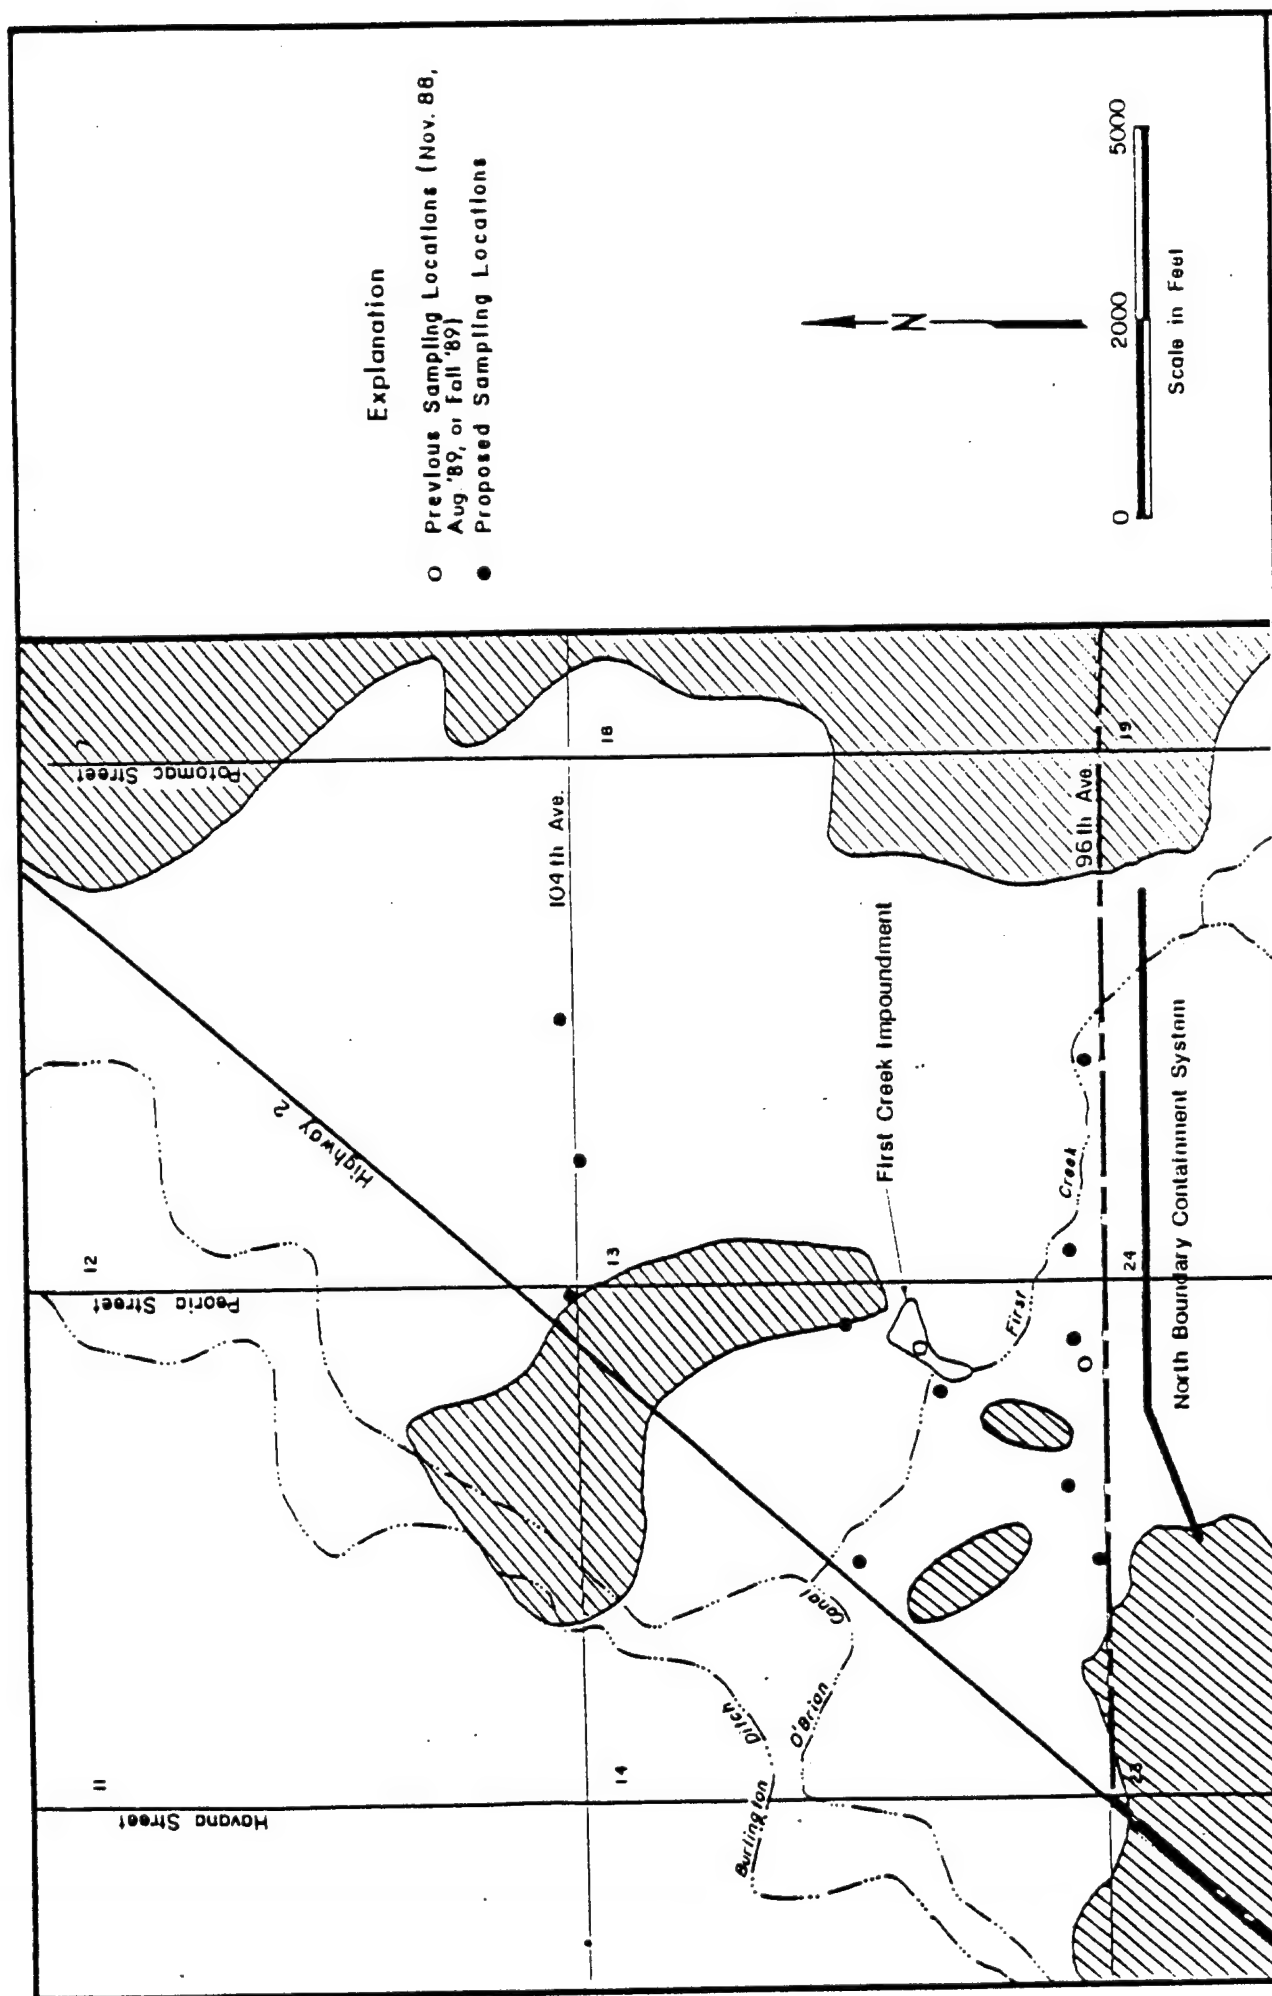 Explanation
O Previous Sampling Locations (Nov. 88,
Aug. '89, or Fall '89)
● Proposed Sampling Locations
N
0 2000 5000
Scale in Feet
Havana Street
11
Peoria Street
12
Potomac Street
7
Highway 2
104th Ave.
14
13
18
Burlington
Ditch
O'Brian
Canal
First Creek Impoundment
First
Creek
96th Ave.
23
24
19
North Boundary Containment System